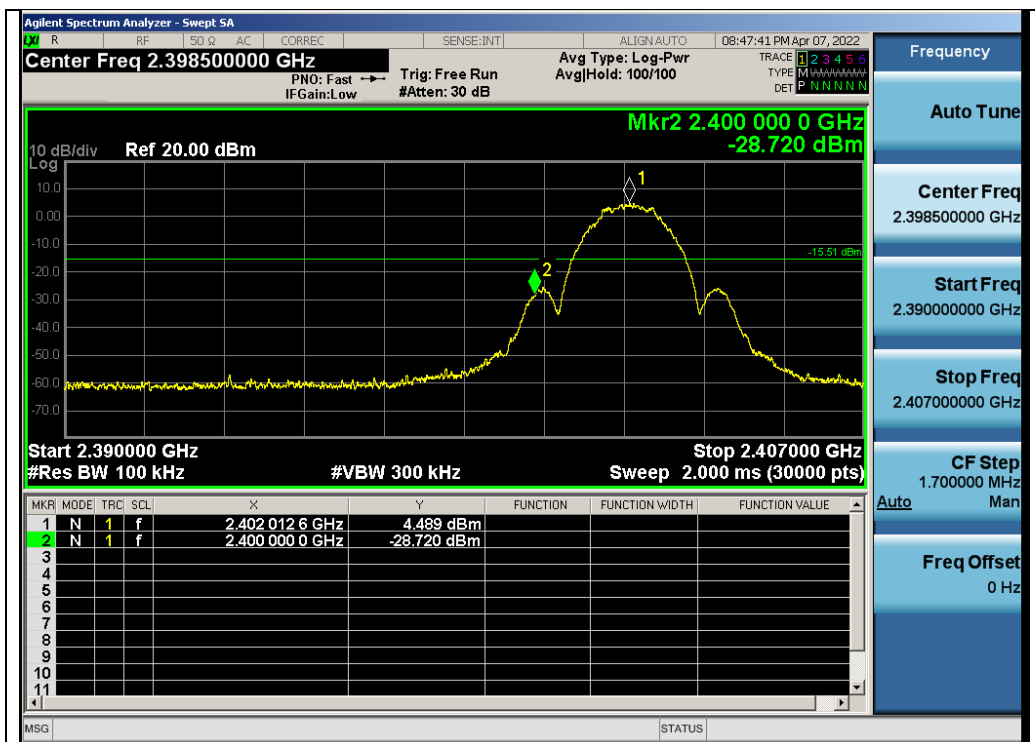 Agilent Spectrum Analyzer - Swept SA
LXI R RF 50 Ω AC CORREC SENSE:INT ALIGN AUTO 08:47:41 PM Apr 07, 2022
Center Freq 2.398500000 GHz
PNO: Fast
IFGain:Low
Trig: Free Run
#Atten: 30 dB
Avg Type: Log-Pwr
Avg|Hold: 100/100
TRACE 1 2 3 4 5 6
TYPE M
DET P N N N N N
Mkr2 2.400 000 0 GHz
-28.720 dBm
10 dB/div Ref 20.00 dBm
Log
10.0
0.00
-10.0
-20.0
-30.0
-40.0
-50.0
-60.0
-70.0
1
2
-15.51 dBm
Start 2.390000 GHz Stop 2.407000 GHz
#Res BW 100 kHz #VBW 300 kHz Sweep 2.000 ms (30000 pts)
MKR MODE TRC SCL X Y FUNCTION FUNCTION WIDTH FUNCTION VALUE
1 N 1 f 2.402 012 6 GHz 4.489 dBm
2 N 1 f 2.400 000 0 GHz -28.720 dBm
3
4
5
6
7
8
9
10
11
MSG STATUS
Frequency
Auto Tune
Center Freq
2.398500000 GHz
Start Freq
2.390000000 GHz
Stop Freq
2.407000000 GHz
CF Step
1.700000 MHz
Auto Man
Freq Offset
0 Hz